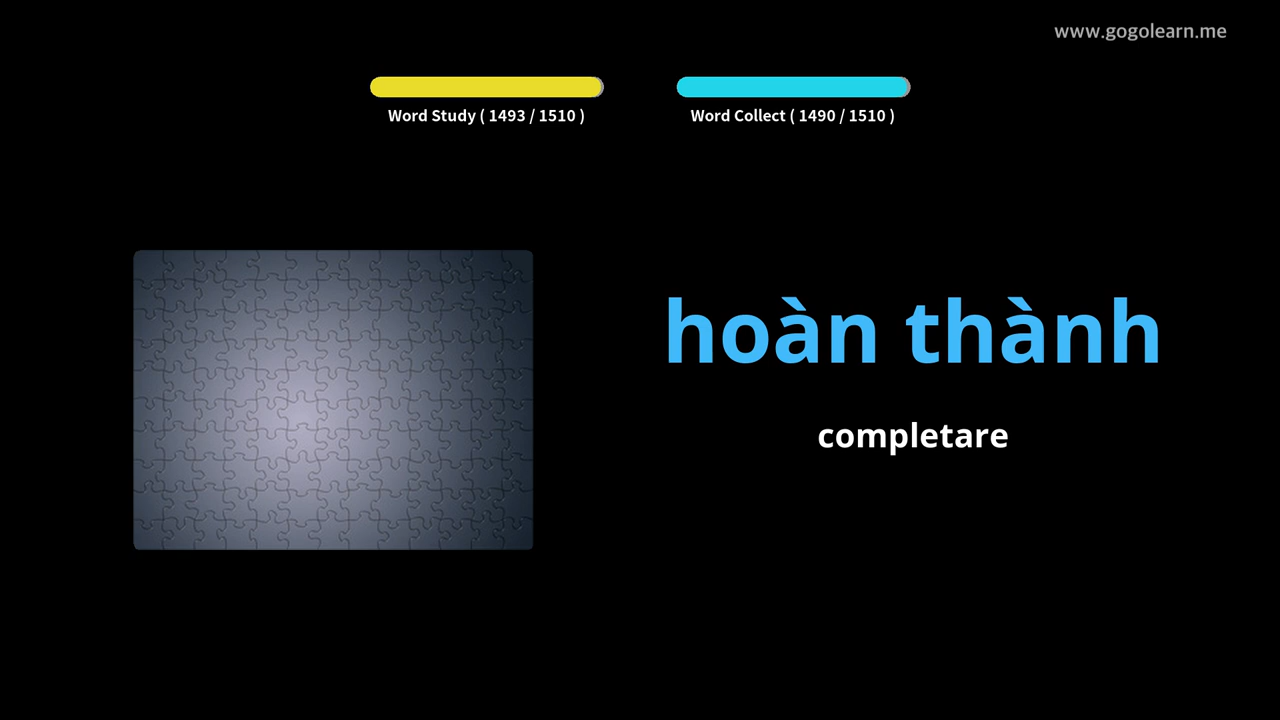 www.gogolearn.me
Word Study ( 1493 / 1510 )
Word Collect ( 1490 / 1510 )
hoàn thành
completare